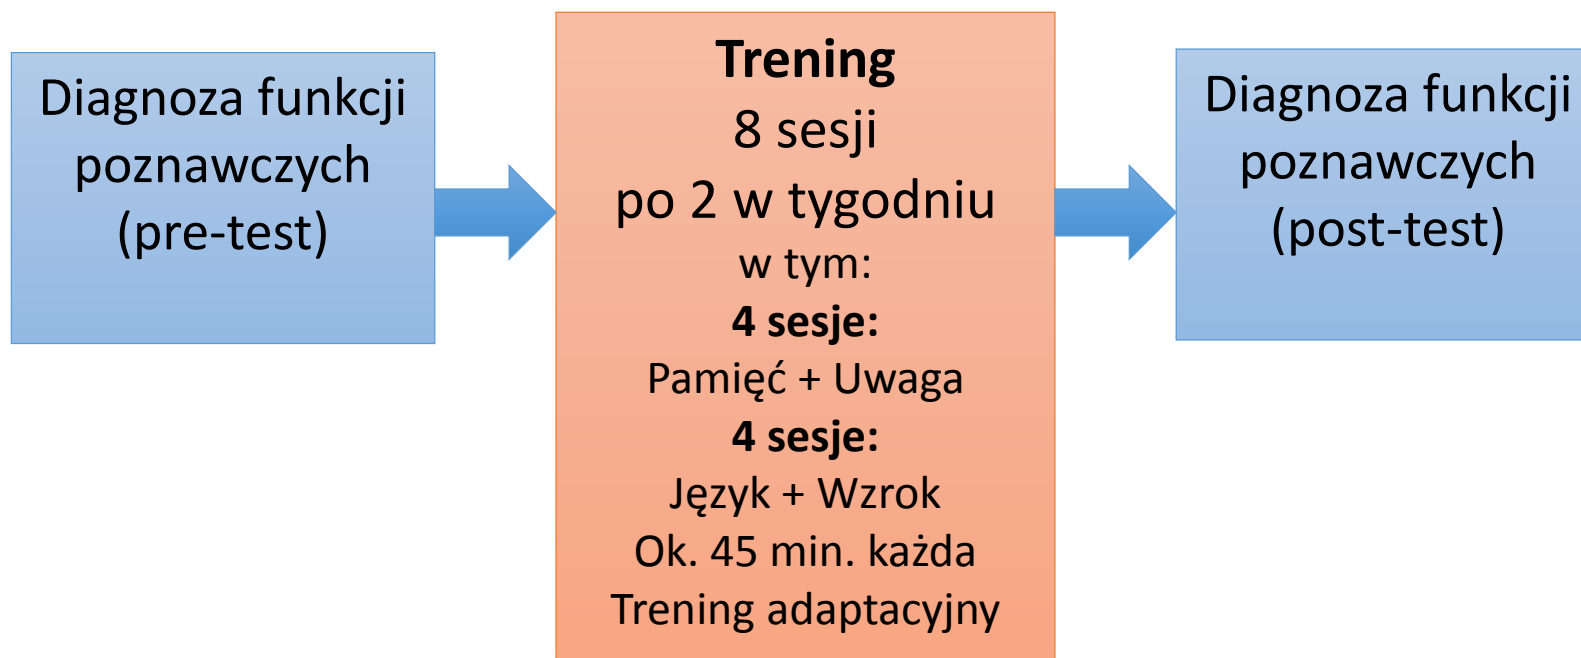 Diagnoza funkcji
poznawczych
(pre-test)
Trening
8 sesji
po 2 w tygodniu
w tym:
4 sesje:
Pamięć + Uwaga
4 sesje:
Język + Wzrok
Ok. 45 min. każda
Trening adaptacyjny
Diagnoza funkcji
poznawczych
(post-test)